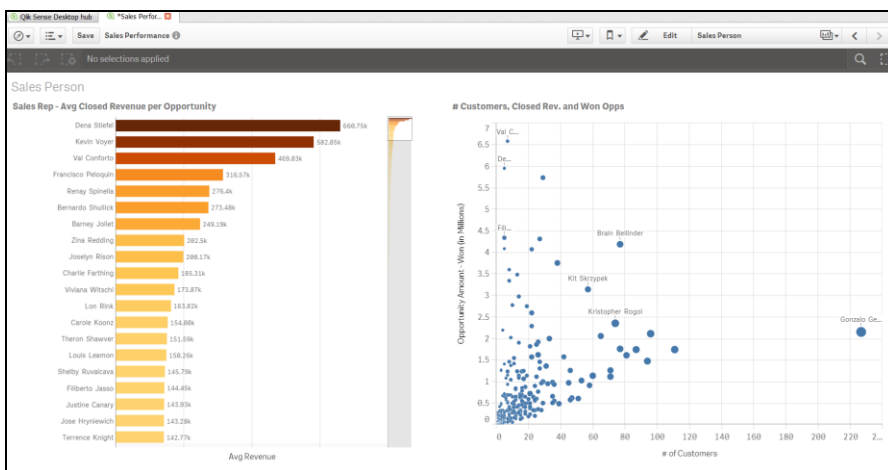 Qlik Sense Desktop hub
*Sales Perfor...
Save
Sales Performance
Edit
Sales Person
No selections applied
Sales Person
Sales Rep - Avg Closed Revenue per Opportunity
Dena Stiefel 660.75k
Kevin Voyer 582.85k
Val Conforto 469.83k
Francisco Peloquin 316.57k
Renay Spinella 276.4k
Bernardo Shullick 273.48k
Barney Jollet 249.19k
Zina Redding 202.5k
Joselyn Rison 200.17k
Charlie Farthing 185.31k
Viviana Witschi 173.87k
Lon Rink 163.82k
Carole Koonz
Theron Shawver 151.59k
Louis Leamon 150.26k
Shelby Ruvalcava 145.79k
Filiberto Jasso 144.45k
Justine Canary 143.93k
Jose Hryniewich 143.28k
Terrence Knight 142.77k
Avg Revenue
# Customers, Closed Rev. and Won Opps
Opportunity Amount - Won (in Millions)
7
6.5
6
5.5
5
4.5
4
3.5
3
2.5
2
1.5
1
0.5
0
Val C...
De...
Fili...
Brain Bellinder
Kit Skrzypek
Kristopher Rogol
Gonzalo Ge...
0 20 40 60 80 100 120 140 160 180 200 220 2...
# of Customers